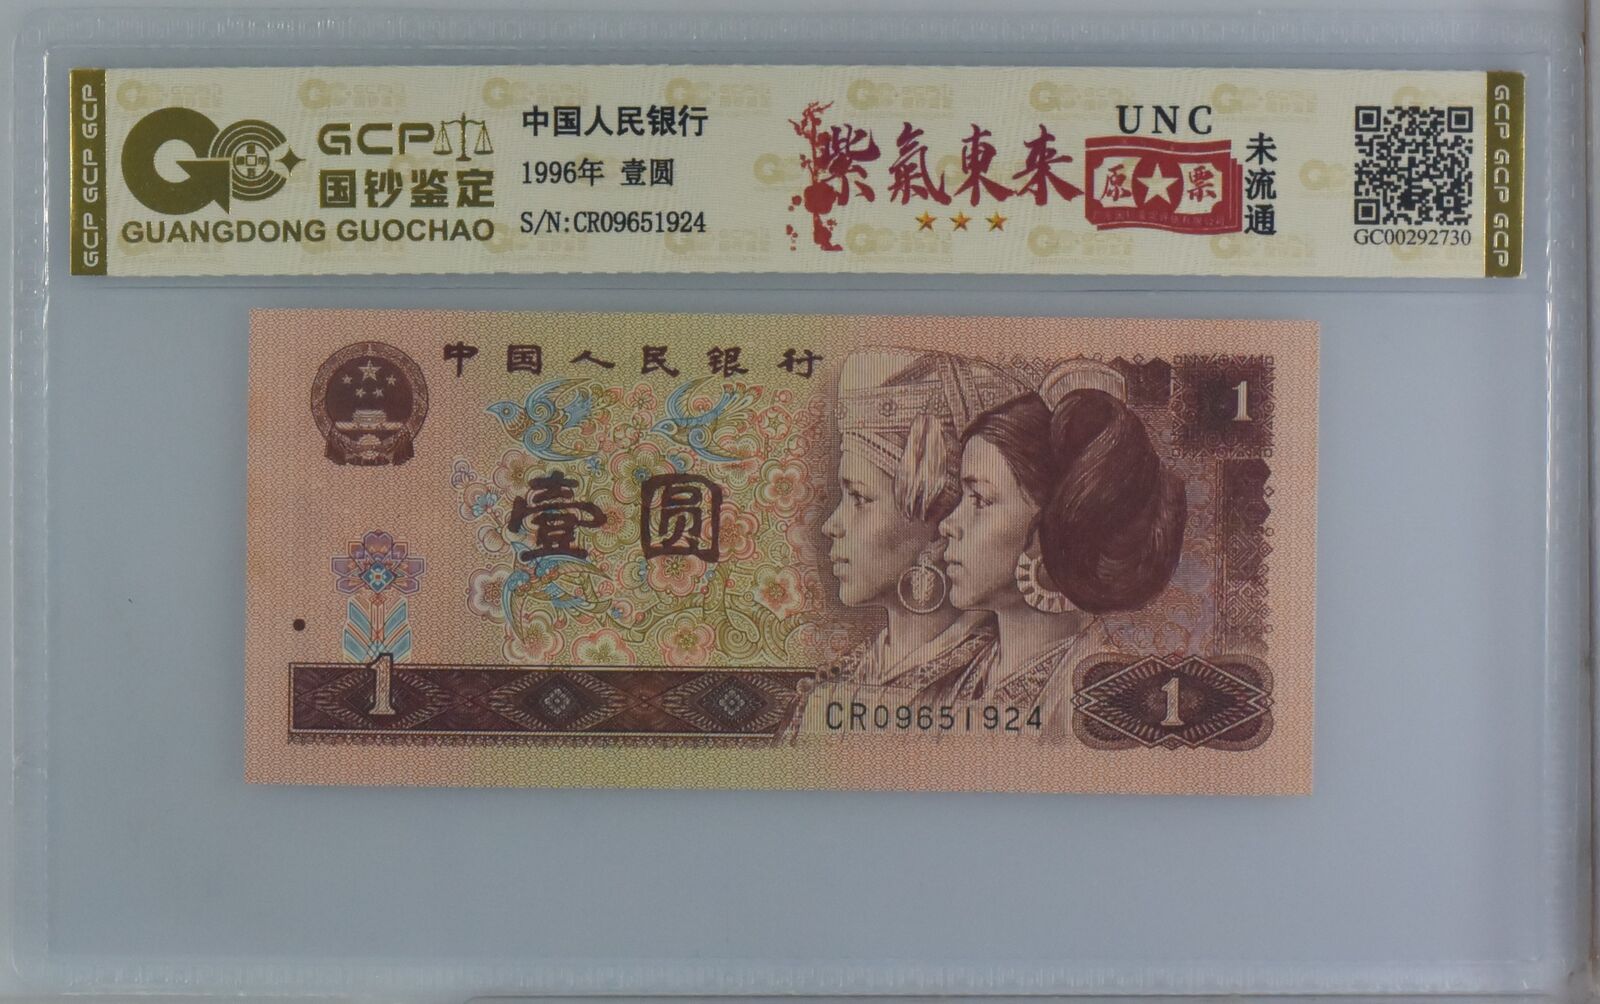 GCP GCP GCP
GCP
国钞鉴定
GUANGDONG GUOCHAO
中国人民银行
1996年 壹圆
S/N:CR09651924
紫氣東来
UNC
原票
未流通
GC00292730
GCP GCP GCP
中国人民银行
1
壹圆
1
CR09651924
1